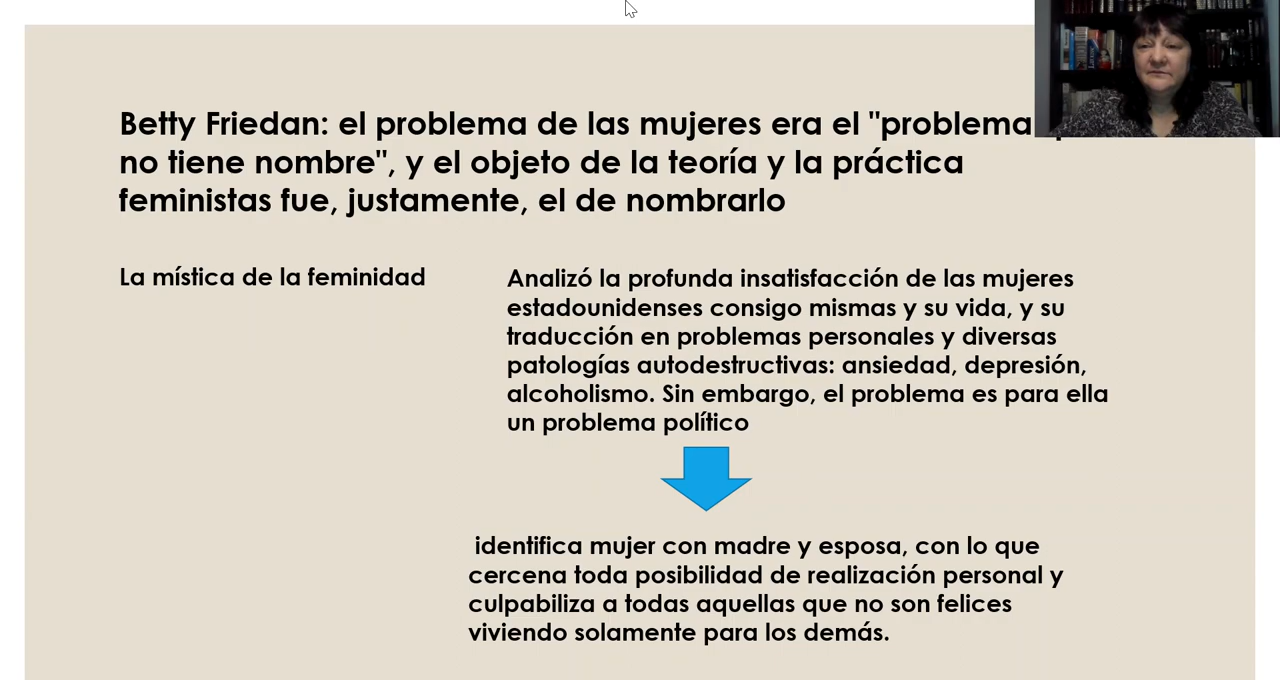 Betty Friedan: el problema de las mujeres era el "problema
no tiene nombre", y el objeto de la teoría y la práctica
feministas fue, justamente, el de nombrarlo
La mística de la feminidad
Analizó la profunda insatisfacción de las mujeres
estadounidenses consigo mismas y su vida, y su
traducción en problemas personales y diversas
patologías autodestructivas: ansiedad, depresión,
alcoholismo. Sin embargo, el problema es para ella
un problema político
identifica mujer con madre y esposa, con lo que
cercena toda posibilidad de realización personal y
culpabiliza a todas aquellas que no son felices
viviendo solamente para los demás.